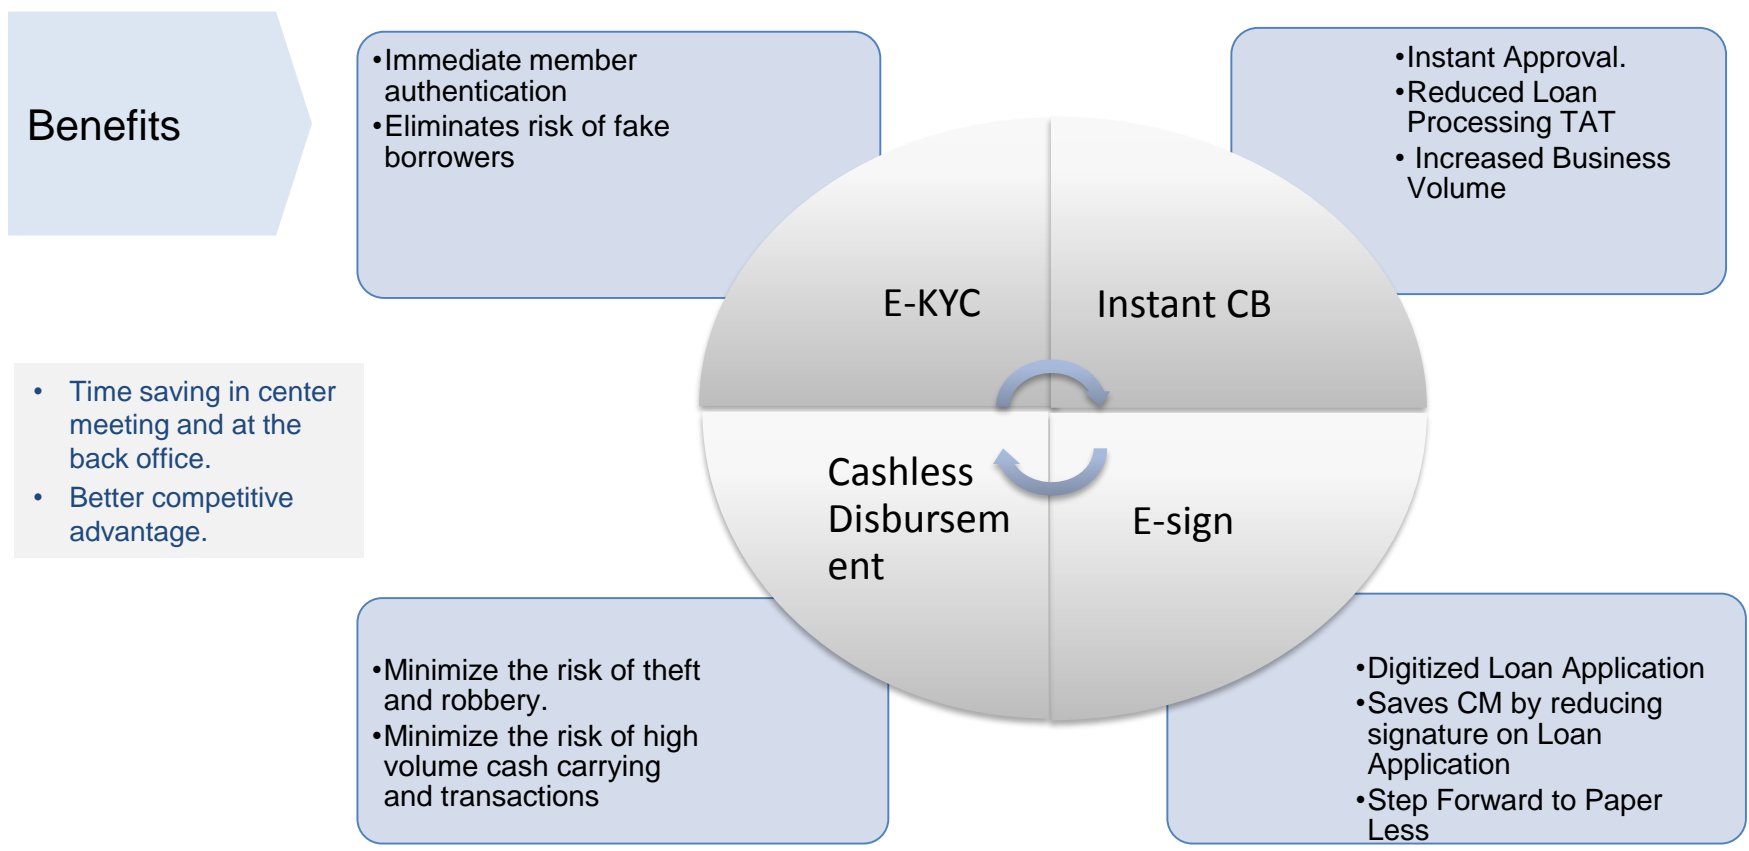 Benefits
•Immediate member
authentication
•Eliminates risk of fake
borrowers
•Instant Approval.
•Reduced Loan
Processing TAT
• Increased Business
Volume
E-KYC
Instant CB
• Time saving in center
meeting and at the
back office.
• Better competitive
advantage.
Cashless
Disbursem
ent
E-sign
•Minimize the risk of theft
and robbery.
•Minimize the risk of high
volume cash carrying
and transactions
•Digitized Loan Application
•Saves CM by reducing
signature on Loan
Application
•Step Forward to Paper
Less